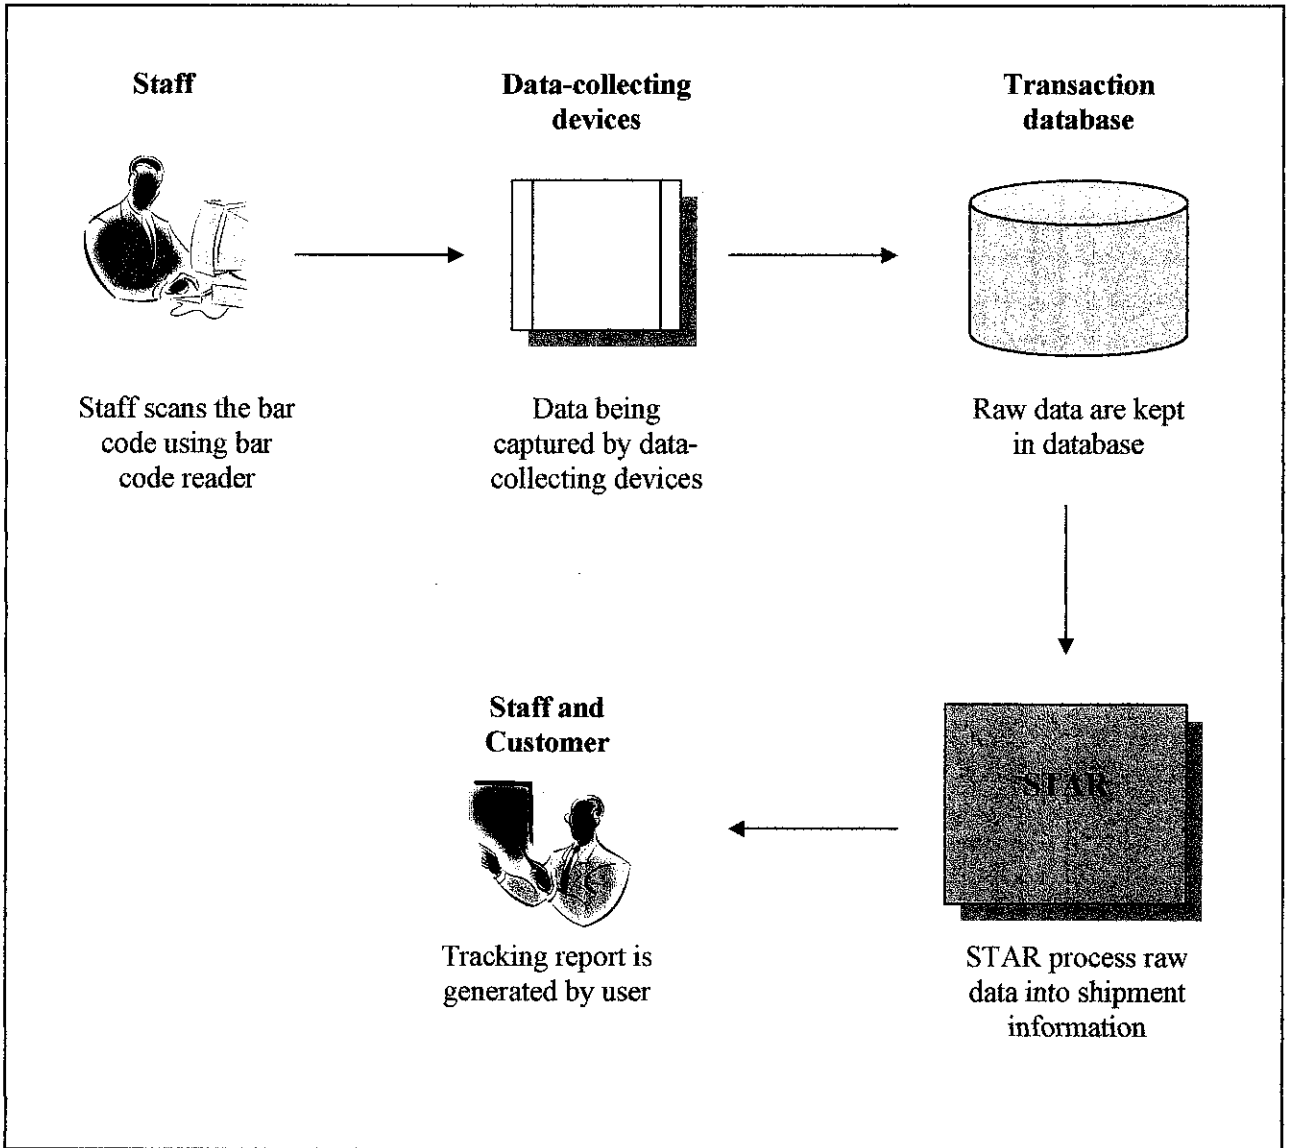 Staff
Data-collecting
devices
Transaction
database
Staff scans the bar
code using bar
code reader
Data being
captured by data-
collecting devices
Raw data are kept
in database
Staff and
Customer
STAR
Tracking report is
generated by user
STAR process raw
data into shipment
information